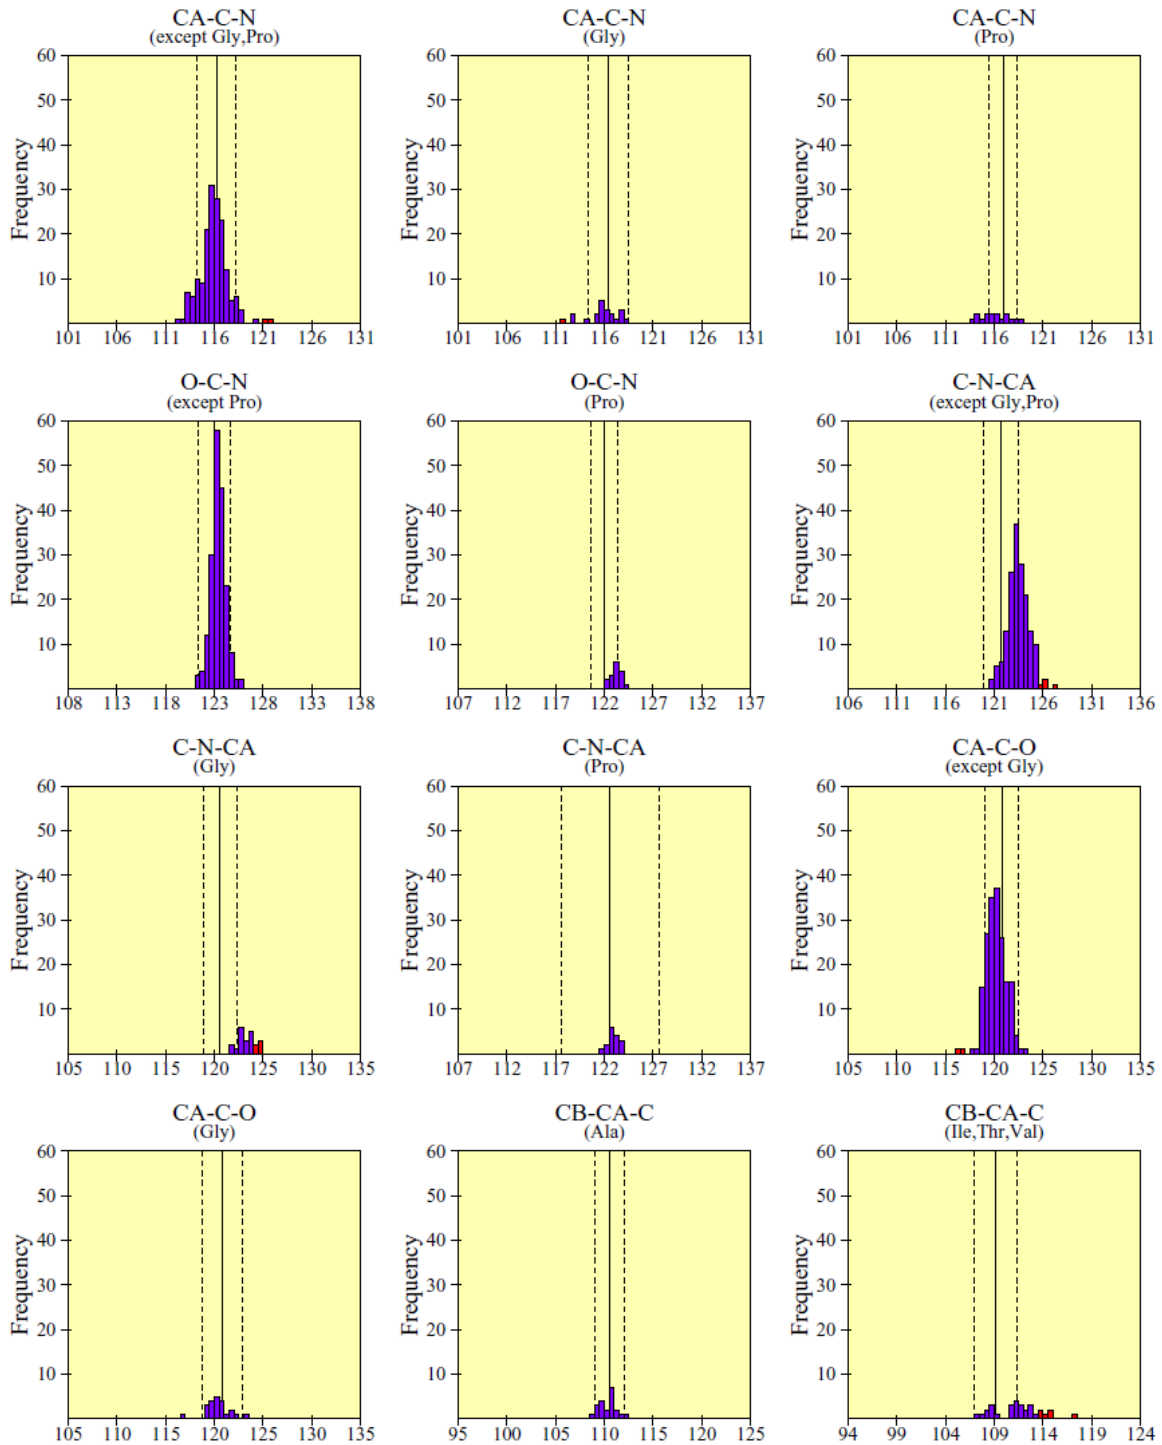 CA-C-N
(except Gly,Pro)
CA-C-N
(Gly)
CA-C-N
(Pro)
Frequency
60
50
40
30
20
10
101 106 111 116 121 126 131
Frequency
60
50
40
30
20
10
101 106 111 116 121 126 131
Frequency
60
50
40
30
20
10
101 106 111 116 121 126 131
O-C-N
(except Pro)
O-C-N
(Pro)
C-N-CA
(except Gly,Pro)
Frequency
60
50
40
30
20
10
108 113 118 123 128 133 138
Frequency
60
50
40
30
20
10
107 112 117 122 127 132 137
Frequency
60
50
40
30
20
10
106 111 116 121 126 131 136
C-N-CA
(Gly)
C-N-CA
(Pro)
CA-C-O
(except Gly)
Frequency
60
50
40
30
20
10
105 110 115 120 125 130 135
Frequency
60
50
40
30
20
10
107 112 117 122 127 132 137
Frequency
60
50
40
30
20
10
105 110 115 120 125 130 135
CA-C-O
(Gly)
CB-CA-C
(Ala)
CB-CA-C
(Ile,Thr,Val)
Frequency
60
50
40
30
20
10
105 110 115 120 125 130 135
Frequency
60
50
40
30
20
10
95 100 105 110 115 120 125
Frequency
60
50
40
30
20
10
94 99 104 109 114 119 124